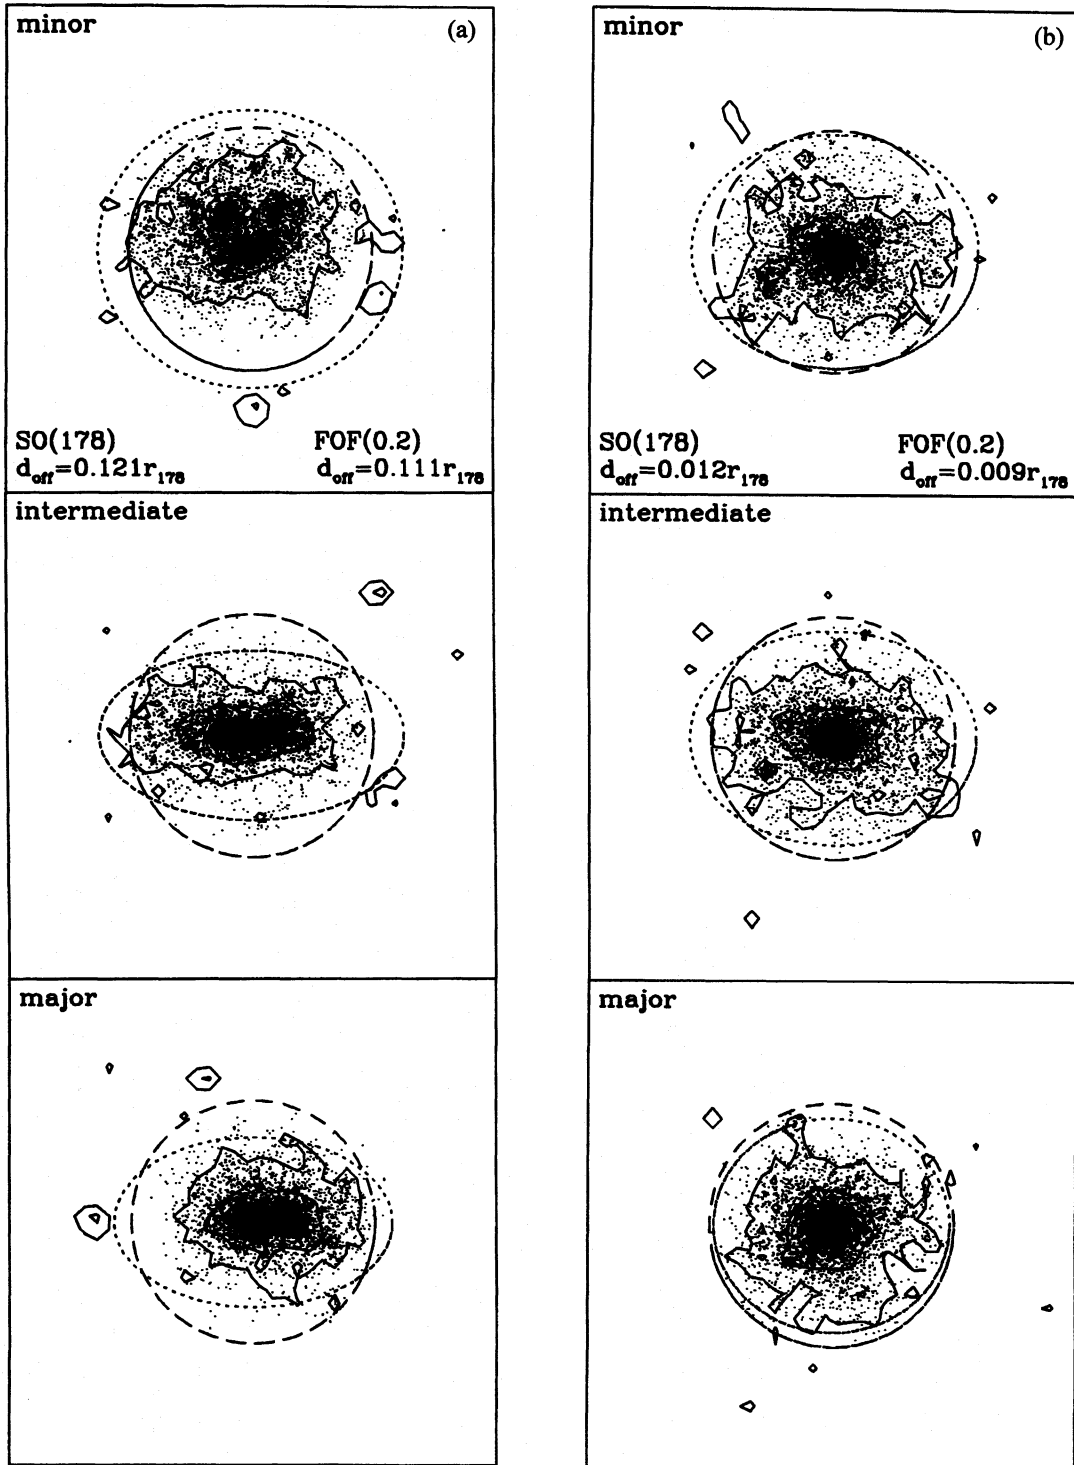 minor (a)
SO(178) FOF(0.2)
d_off=0.121r_178 d_off=0.111r_178
intermediate
major
minor (b)
SO(178) FOF(0.2)
d_off=0.012r_178 d_off=0.009r_178
intermediate
major